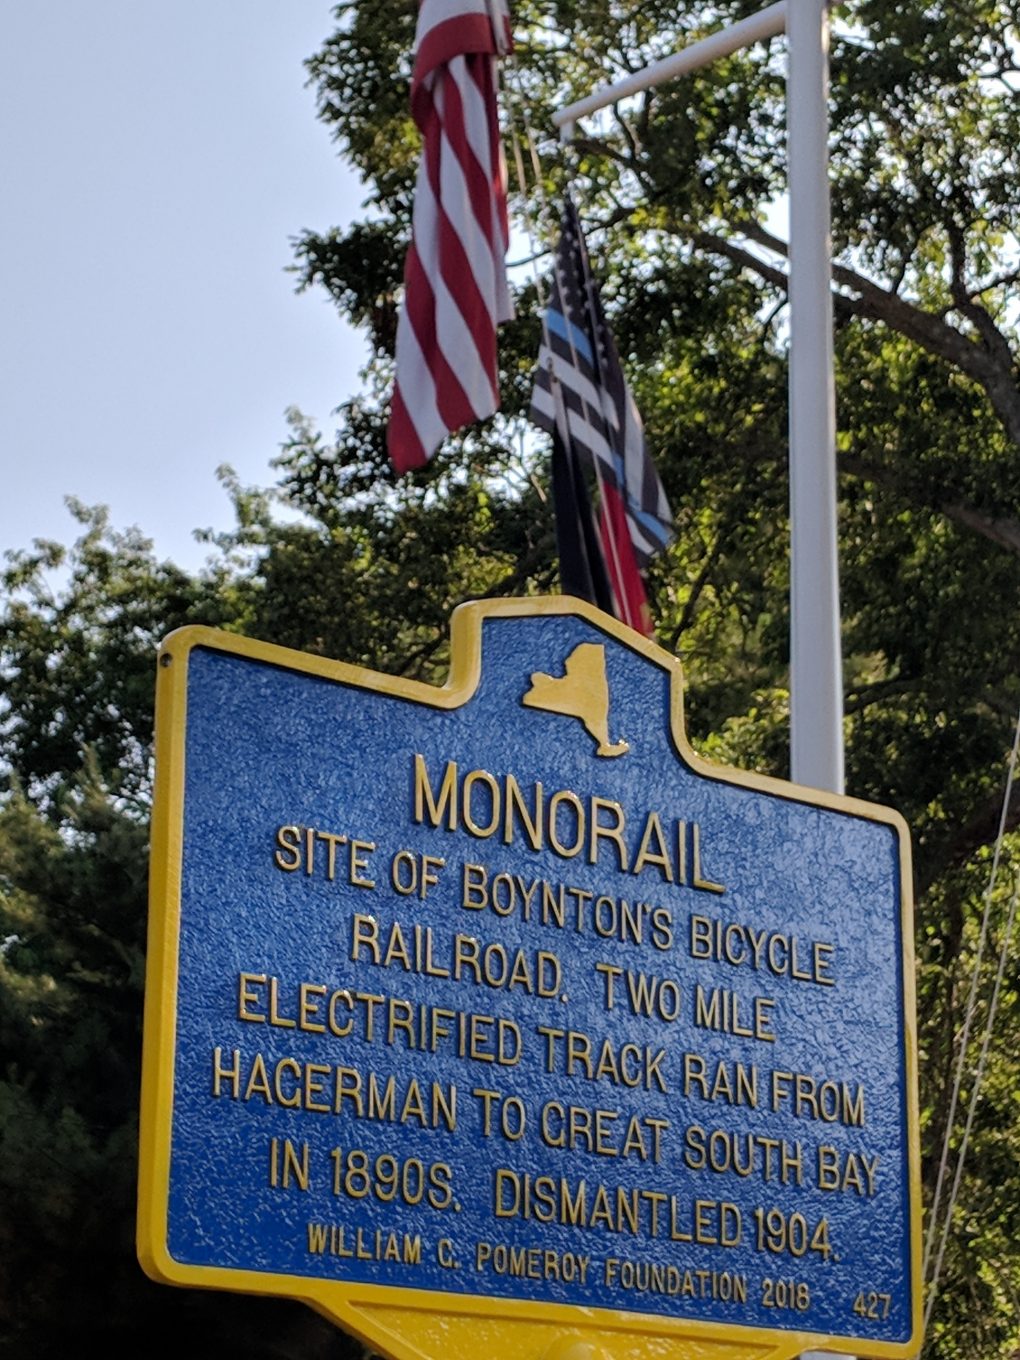 MONORAIL
SITE OF BOYNTON'S BICYCLE
RAILROAD. TWO MILE
ELECTRIFIED TRACK RAN FROM
HAGERMAN TO GREAT SOUTH BAY
IN 1890S. DISMANTLED 1904.
WILLIAM G. POMEROY FOUNDATION 2018 427